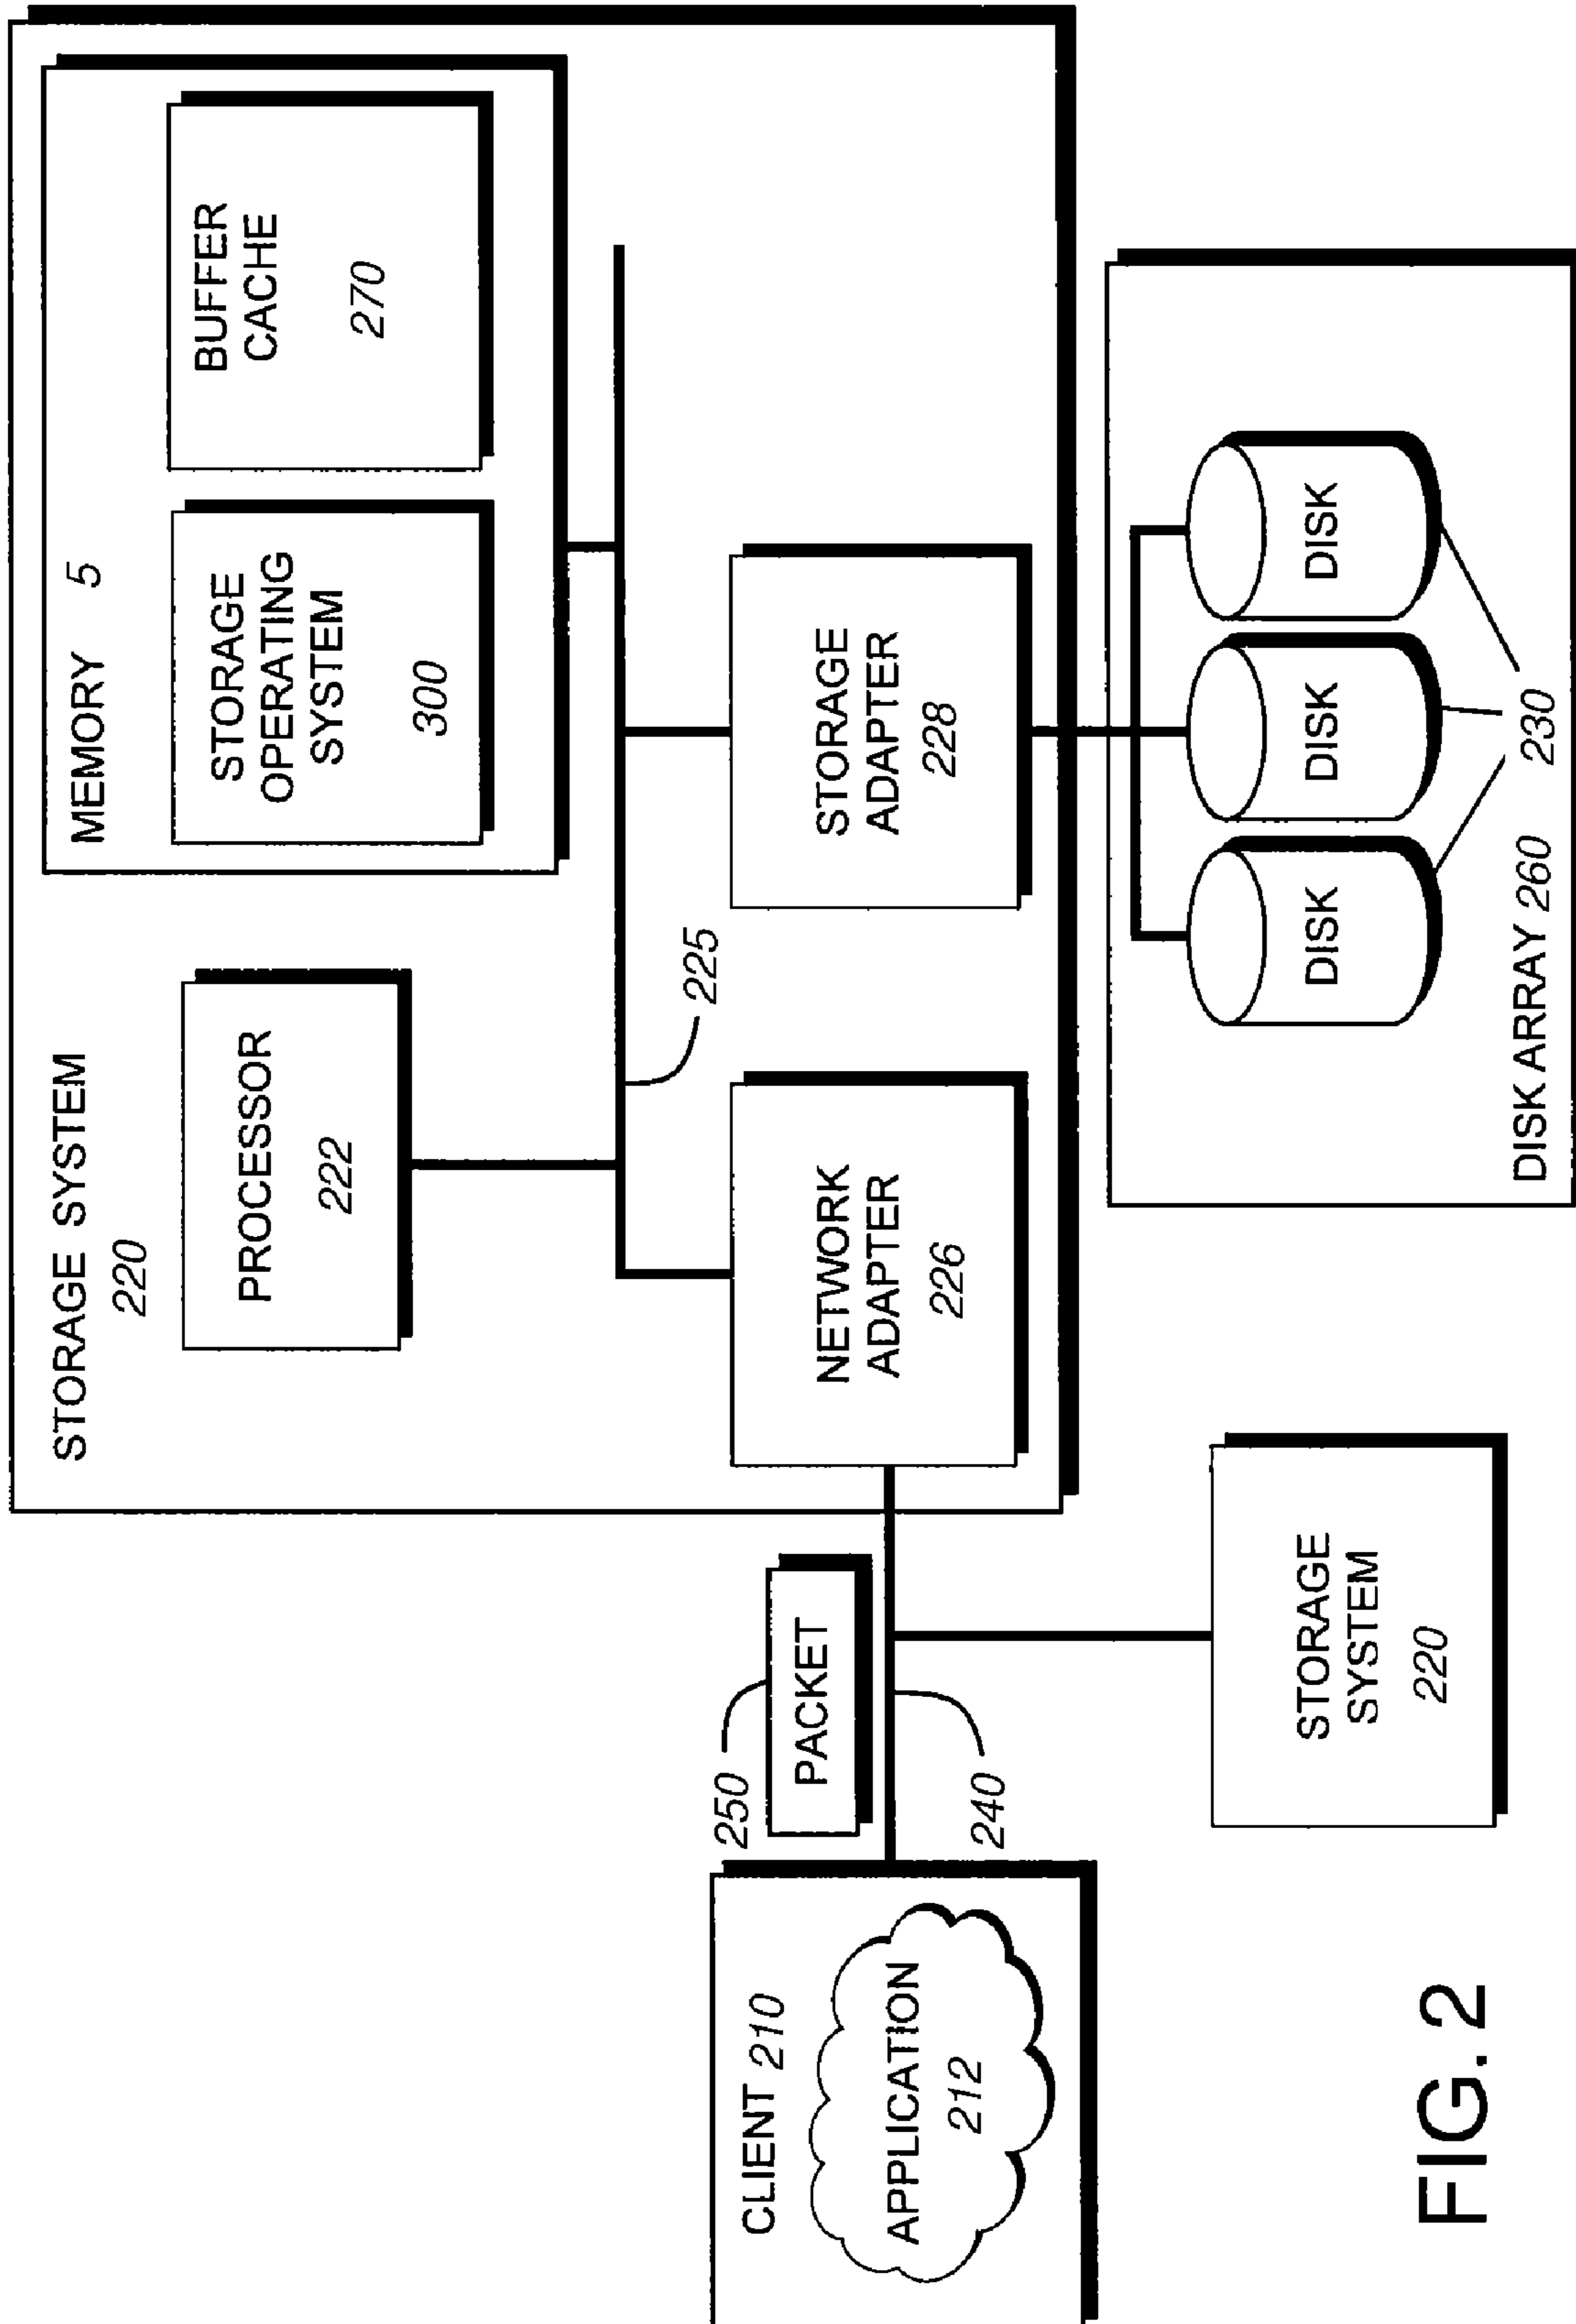 STORAGE SYSTEM
220
PROCESSOR
222
MEMORY 5
STORAGE
OPERATING
SYSTEM
300
BUFFER
CACHE
270
225
NETWORK
ADAPTER
226
STORAGE
ADAPTER
228
250
PACKET
CLIENT 210
APPLICATION
212
240
STORAGE
SYSTEM
220
DISK
DISK
DISK
DISK ARRAY 260
230
FIG. 2